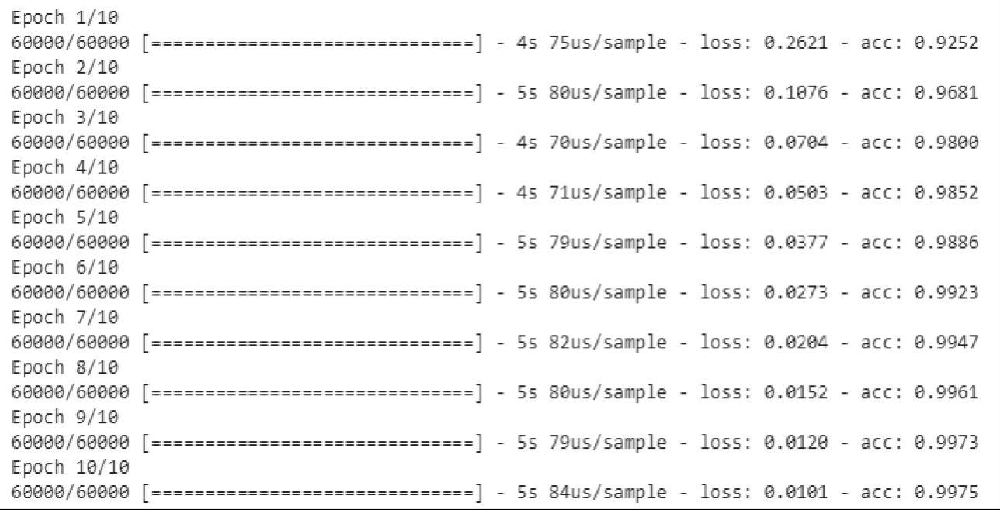 Epoch 1/10
60000/60000 [==============================] - 4s 75us/sample - loss: 0.2621 - acc: 0.9252
Epoch 2/10
60000/60000 [==============================] - 5s 80us/sample - loss: 0.1076 - acc: 0.9681
Epoch 3/10
60000/60000 [==============================] - 4s 70us/sample - loss: 0.0704 - acc: 0.9800
Epoch 4/10
60000/60000 [==============================] - 4s 71us/sample - loss: 0.0503 - acc: 0.9852
Epoch 5/10
60000/60000 [==============================] - 5s 79us/sample - loss: 0.0377 - acc: 0.9886
Epoch 6/10
60000/60000 [==============================] - 5s 80us/sample - loss: 0.0273 - acc: 0.9923
Epoch 7/10
60000/60000 [==============================] - 5s 82us/sample - loss: 0.0204 - acc: 0.9947
Epoch 8/10
60000/60000 [==============================] - 5s 80us/sample - loss: 0.0152 - acc: 0.9961
Epoch 9/10
60000/60000 [==============================] - 5s 79us/sample - loss: 0.0120 - acc: 0.9973
Epoch 10/10
60000/60000 [==============================] - 5s 84us/sample - loss: 0.0101 - acc: 0.9975